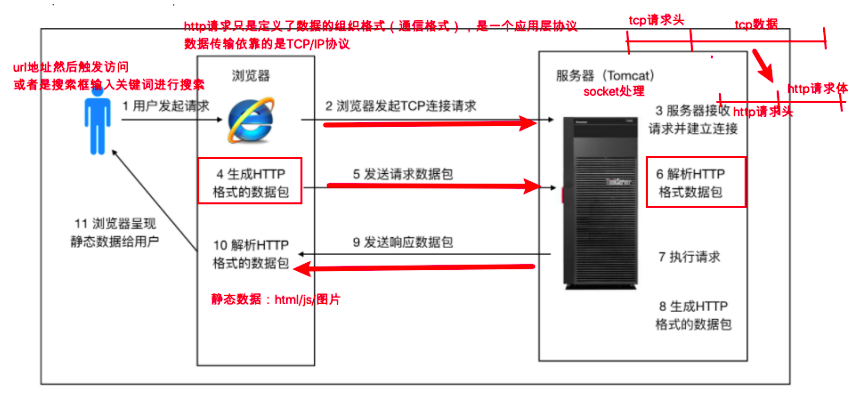 http请求只是定义了数据的组织格式（通信格式），是一个应用层协议
数据传输依靠的是TCP/IP协议
tcp请求头
tcp数据
url地址然后触发访问
或者是搜索框输入关键词进行搜索
浏览器
服务器（Tomcat）
socket处理
http请求体
http请求头
1 用户发起请求
2 浏览器发起TCP连接请求
3 服务器接收
请求并建立连接
4 生成HTTP
格式的数据包
5 发送请求数据包
6 解析HTTP
格式数据包
11 浏览器呈现
静态数据给用户
10 解析HTTP
格式的数据包
9 发送响应数据包
7 执行请求
静态数据：html/js/图片
8 生成HTTP
格式的数据包